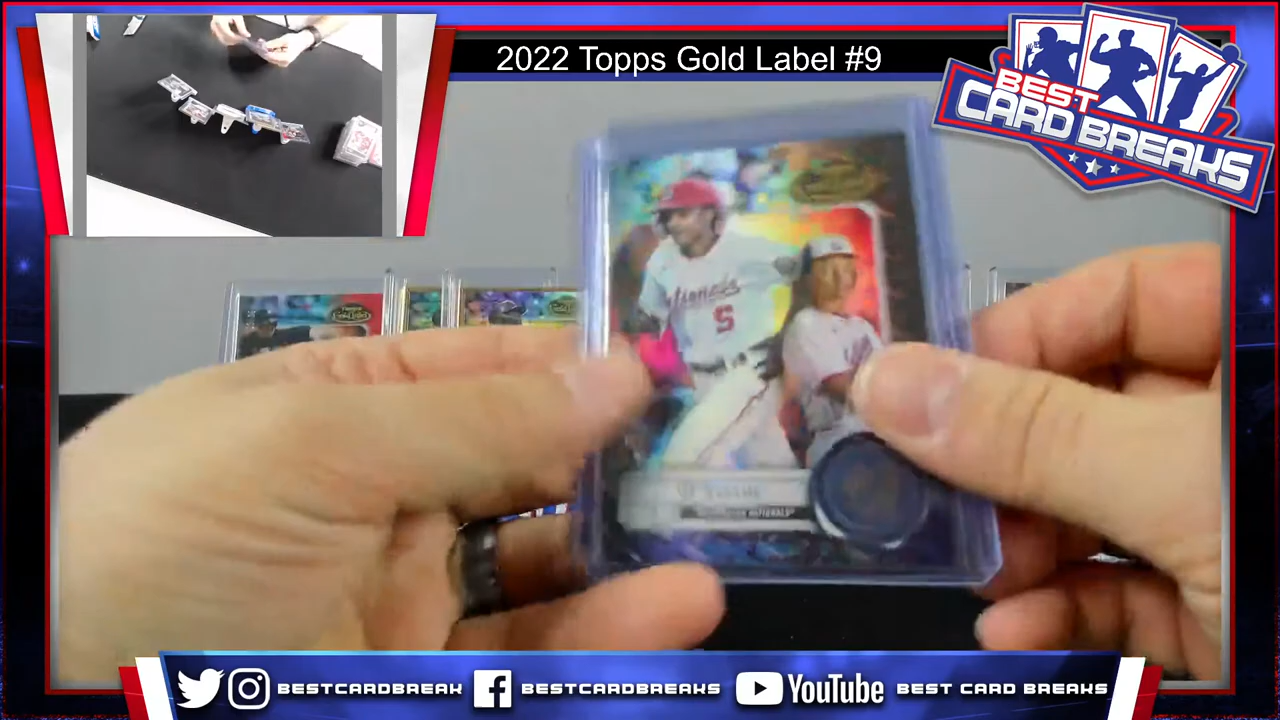 2022 Topps Gold Label #9
BEST
CARD BREAKS
Nationals
5
BESTCARDBREAK
BESTCARDBREAKS
YouTube
BEST CARD BREAKS